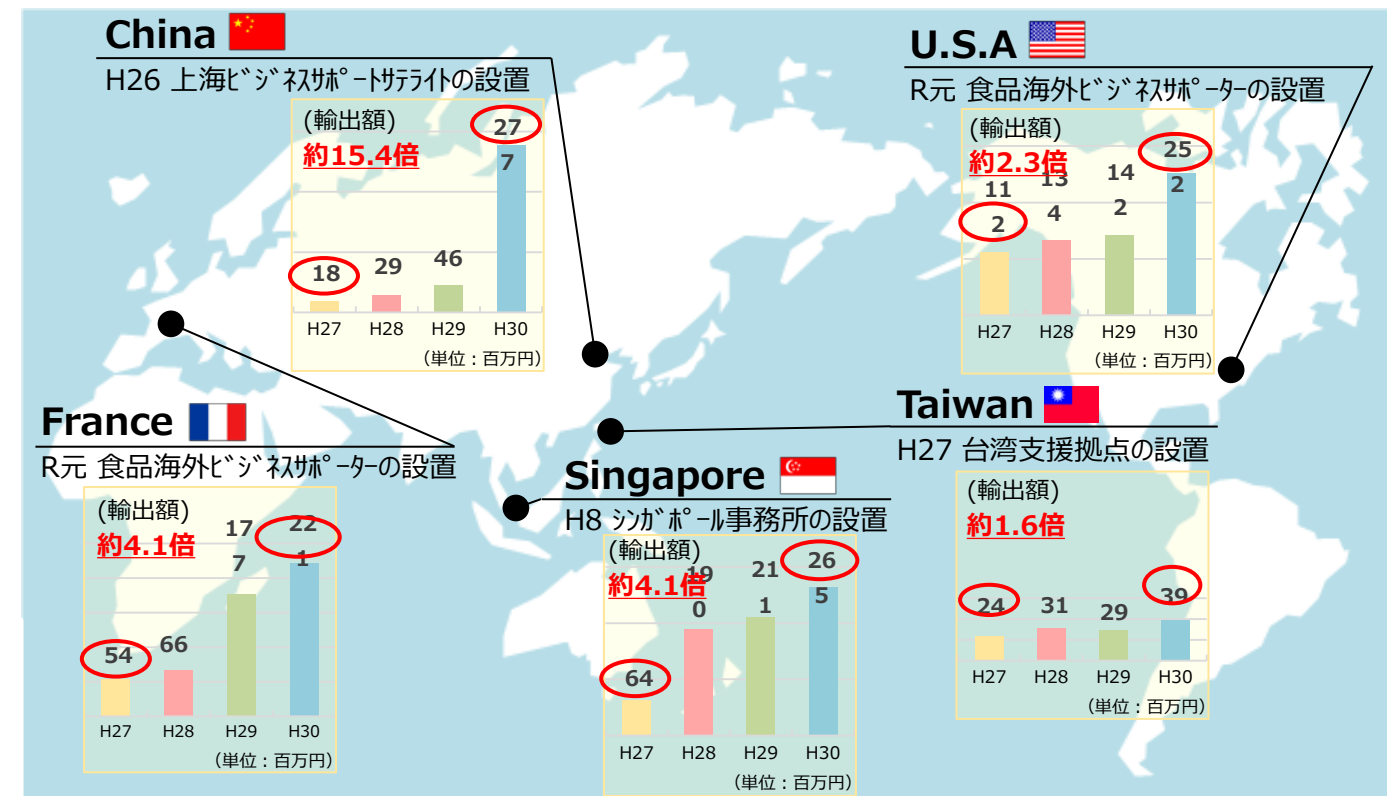 China
H26 上海ﾋﾞｼﾞﾈｽｻﾎﾟｰﾄｻﾃﾗｲﾄの設置
(輸出額)
約15.4倍
27
7
18
29
46
H27
H28
H29
H30
（単位：百万円）
U.S.A
R元 食品海外ﾋﾞｼﾞﾈｽｻﾎﾟｰﾀｰの設置
(輸出額)
約2.3倍
11
2
13
4
14
2
25
2
H27
H28
H29
H30
（単位：百万円）
France
R元 食品海外ﾋﾞｼﾞﾈｽｻﾎﾟｰﾀｰの設置
(輸出額)
約4.1倍
54
66
17
7
22
1
H27
H28
H29
H30
（単位：百万円）
Singapore
H8 ｼﾝｶﾞﾎﾟｰﾙ事務所の設置
(輸出額)
約4.1倍
64
19
0
21
1
26
5
H27
H28
H29
H30
（単位：百万円）
Taiwan
H27 台湾支援拠点の設置
(輸出額)
約1.6倍
24
31
29
39
H27
H28
H29
H30
（単位：百万円）